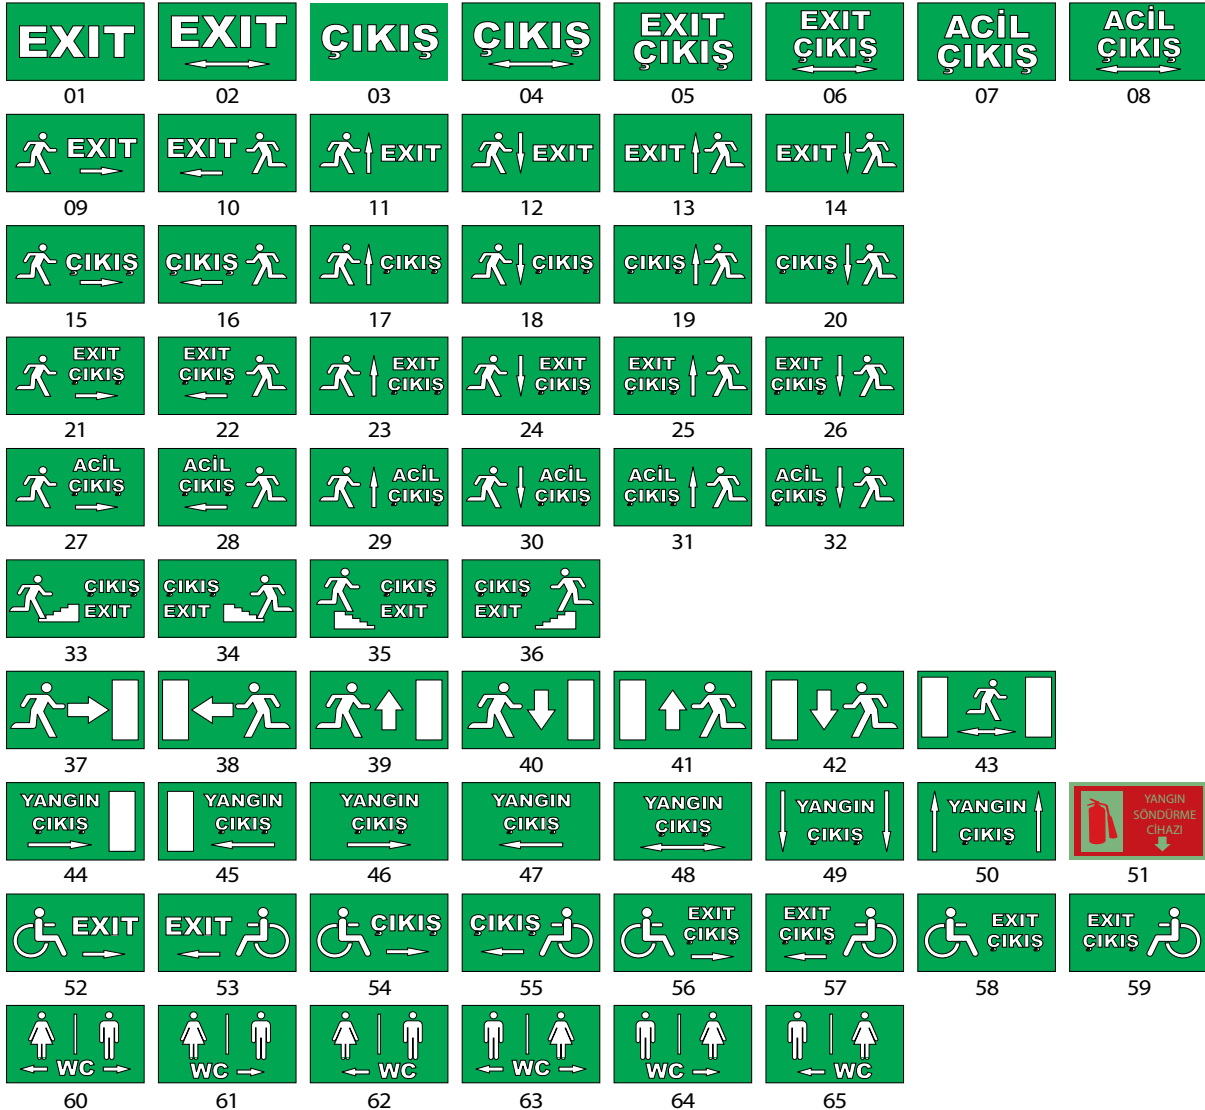 EXIT
EXIT
ÇIKIŞ
ÇIKIŞ
EXIT
ÇIKIŞ
EXIT
ÇIKIŞ
ACİL
ÇIKIŞ
ACİL
ÇIKIŞ
01 02 03 04 05 06 07 08
EXIT
EXIT
EXIT
EXIT
EXIT
EXIT
09 10 11 12 13 14
ÇIKIŞ
ÇIKIŞ
ÇIKIŞ
ÇIKIŞ
ÇIKIŞ
ÇIKIŞ
15 16 17 18 19 20
EXIT
ÇIKIŞ
EXIT
ÇIKIŞ
EXIT
ÇIKIŞ
EXIT
ÇIKIŞ
EXIT
ÇIKIŞ
EXIT
ÇIKIŞ
21 22 23 24 25 26
ACİL
ÇIKIŞ
ACİL
ÇIKIŞ
ACİL
ÇIKIŞ
ACİL
ÇIKIŞ
ACİL
ÇIKIŞ
ACİL
ÇIKIŞ
27 28 29 30 31 32
ÇIKIŞ
EXIT
ÇIKIŞ
EXIT
ÇIKIŞ
EXIT
ÇIKIŞ
EXIT
33 34 35 36
37 38 39 40 41 42 43
YANGIN
ÇIKIŞ
YANGIN
ÇIKIŞ
YANGIN
ÇIKIŞ
YANGIN
ÇIKIŞ
YANGIN
ÇIKIŞ
YANGIN
ÇIKIŞ
YANGIN
ÇIKIŞ
YANGIN
SÖNDÜRME
CİHAZI
44 45 46 47 48 49 50 51
EXIT
EXIT
ÇIKIŞ
ÇIKIŞ
EXIT
ÇIKIŞ
EXIT
ÇIKIŞ
EXIT
ÇIKIŞ
EXIT
ÇIKIŞ
52 53 54 55 56 57 58 59
WC
WC
WC
WC
WC
WC
60 61 62 63 64 65